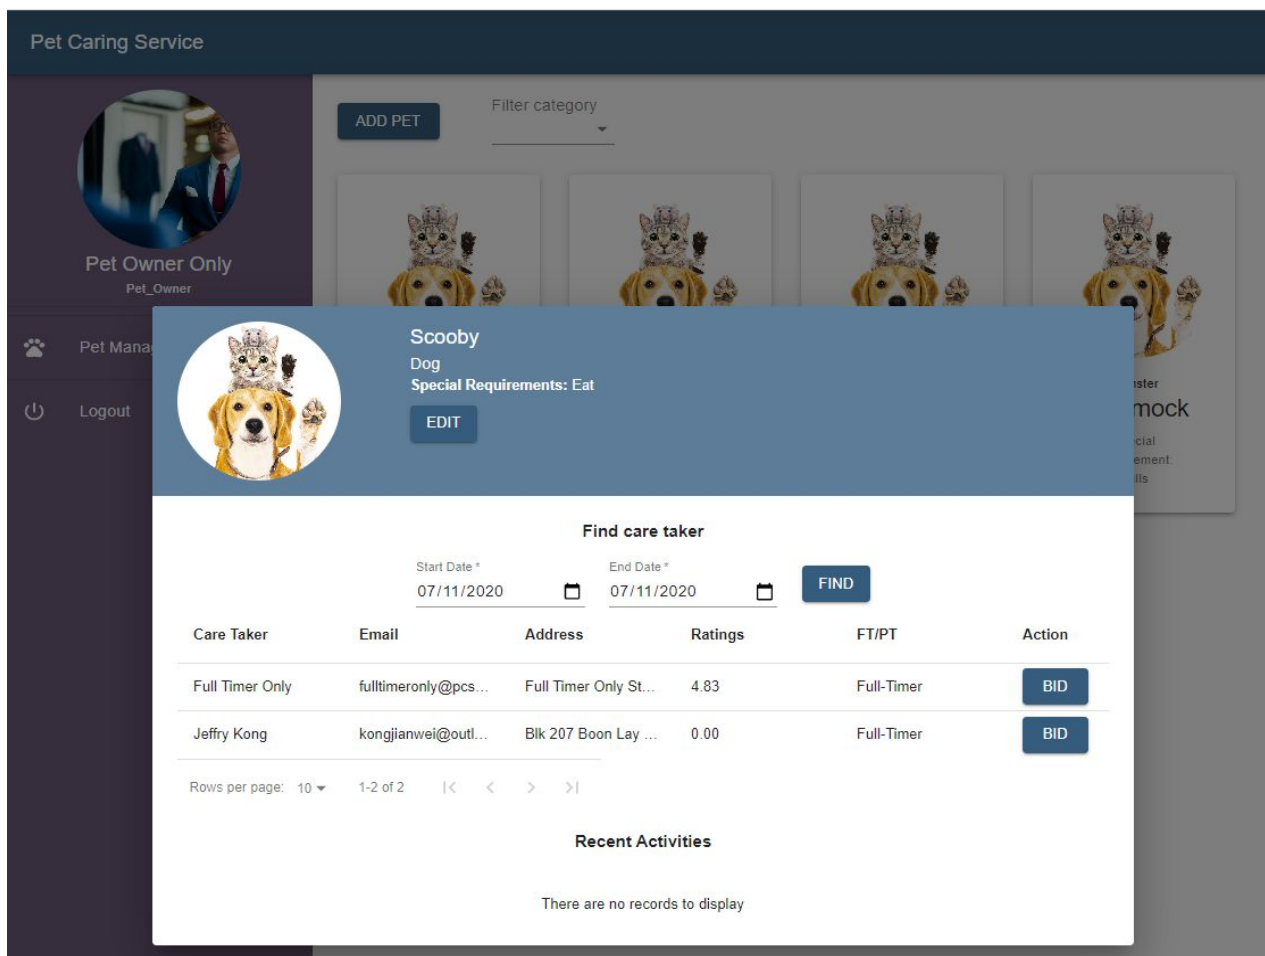 Pet Caring Service
ADD PET
Filter category
Pet Owner Only
Pet_Owner
Pet
Logout
mock
Scooby
Dog
Special Requirements: Eat
EDIT
Find care taker
Start Date *
End Date *
07/11/2020
07/11/2020
FIND
Care Taker Email Address Ratings FT/PT Action
Full Timer Only fulltimeronly@pcs... Full Timer Only St... 4.83 Full-Timer BID
Jeffry Kong kongjianwei@outl... Blk 207 Boon Lay ... 0.00 Full-Timer BID
Rows per page: 10 1-2 of 2
Recent Activities
There are no records to display